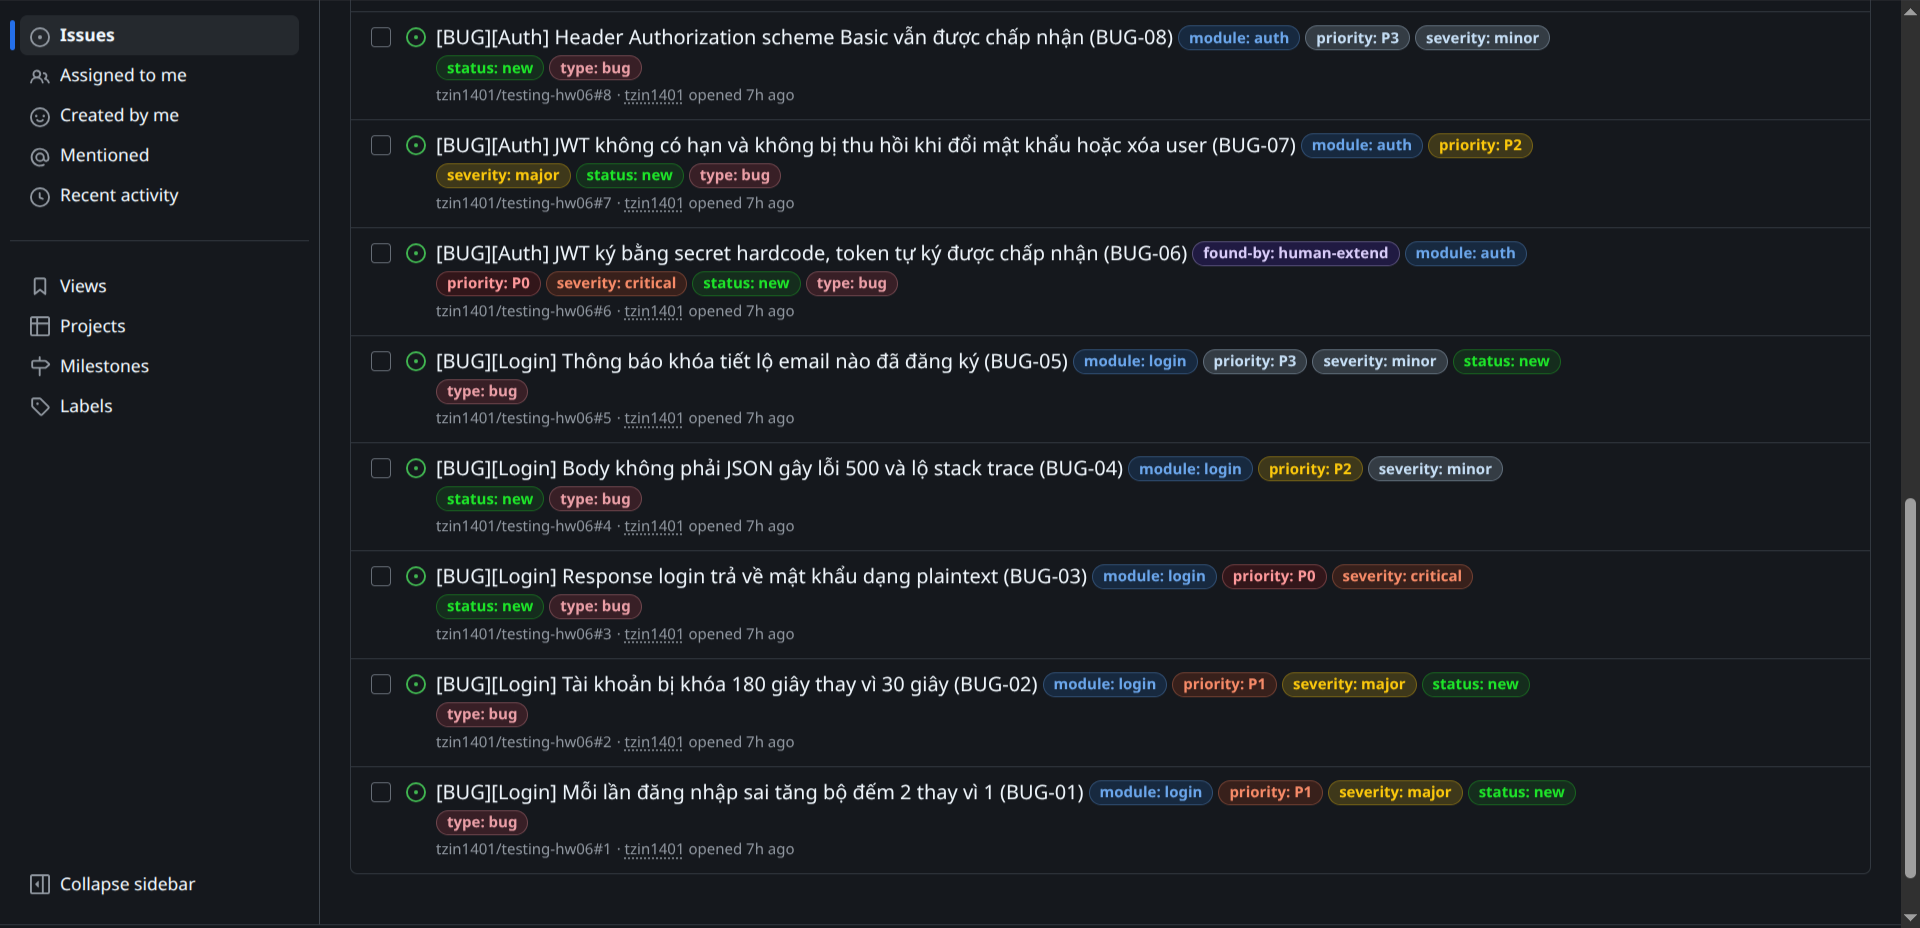 Issues
Assigned to me
Created by me
Mentioned
Recent activity
Views
Projects
Milestones
Labels
Collapse sidebar
[BUG][Auth] Header Authorization scheme Basic vẫn được chấp nhận (BUG-08) module: auth priority: P3 severity: minor
status: new type: bug
tzin1401/testing-hw06#8 · tzin1401 opened 7h ago
[BUG][Auth] JWT không có hạn và không bị thu hồi khi đổi mật khẩu hoặc xóa user (BUG-07) module: auth priority: P2
severity: major status: new type: bug
tzin1401/testing-hw06#7 · tzin1401 opened 7h ago
[BUG][Auth] JWT ký bằng secret hardcode, token tự ký được chấp nhận (BUG-06) found-by: human-extend module: auth
priority: P0 severity: critical status: new type: bug
tzin1401/testing-hw06#6 · tzin1401 opened 7h ago
[BUG][Login] Thông báo khóa tiết lộ email nào đã đăng ký (BUG-05) module: login priority: P3 severity: minor status: new
type: bug
tzin1401/testing-hw06#5 · tzin1401 opened 7h ago
[BUG][Login] Body không phải JSON gây lỗi 500 và lộ stack trace (BUG-04) module: login priority: P2 severity: minor
status: new type: bug
tzin1401/testing-hw06#4 · tzin1401 opened 7h ago
[BUG][Login] Response login trả về mật khẩu dạng plaintext (BUG-03) module: login priority: P0 severity: critical
status: new type: bug
tzin1401/testing-hw06#3 · tzin1401 opened 7h ago
[BUG][Login] Tài khoản bị khóa 180 giây thay vì 30 giây (BUG-02) module: login priority: P1 severity: major status: new
type: bug
tzin1401/testing-hw06#2 · tzin1401 opened 7h ago
[BUG][Login] Mỗi lần đăng nhập sai tăng bộ đếm 2 thay vì 1 (BUG-01) module: login priority: P1 severity: major status: new
type: bug
tzin1401/testing-hw06#1 · tzin1401 opened 7h ago